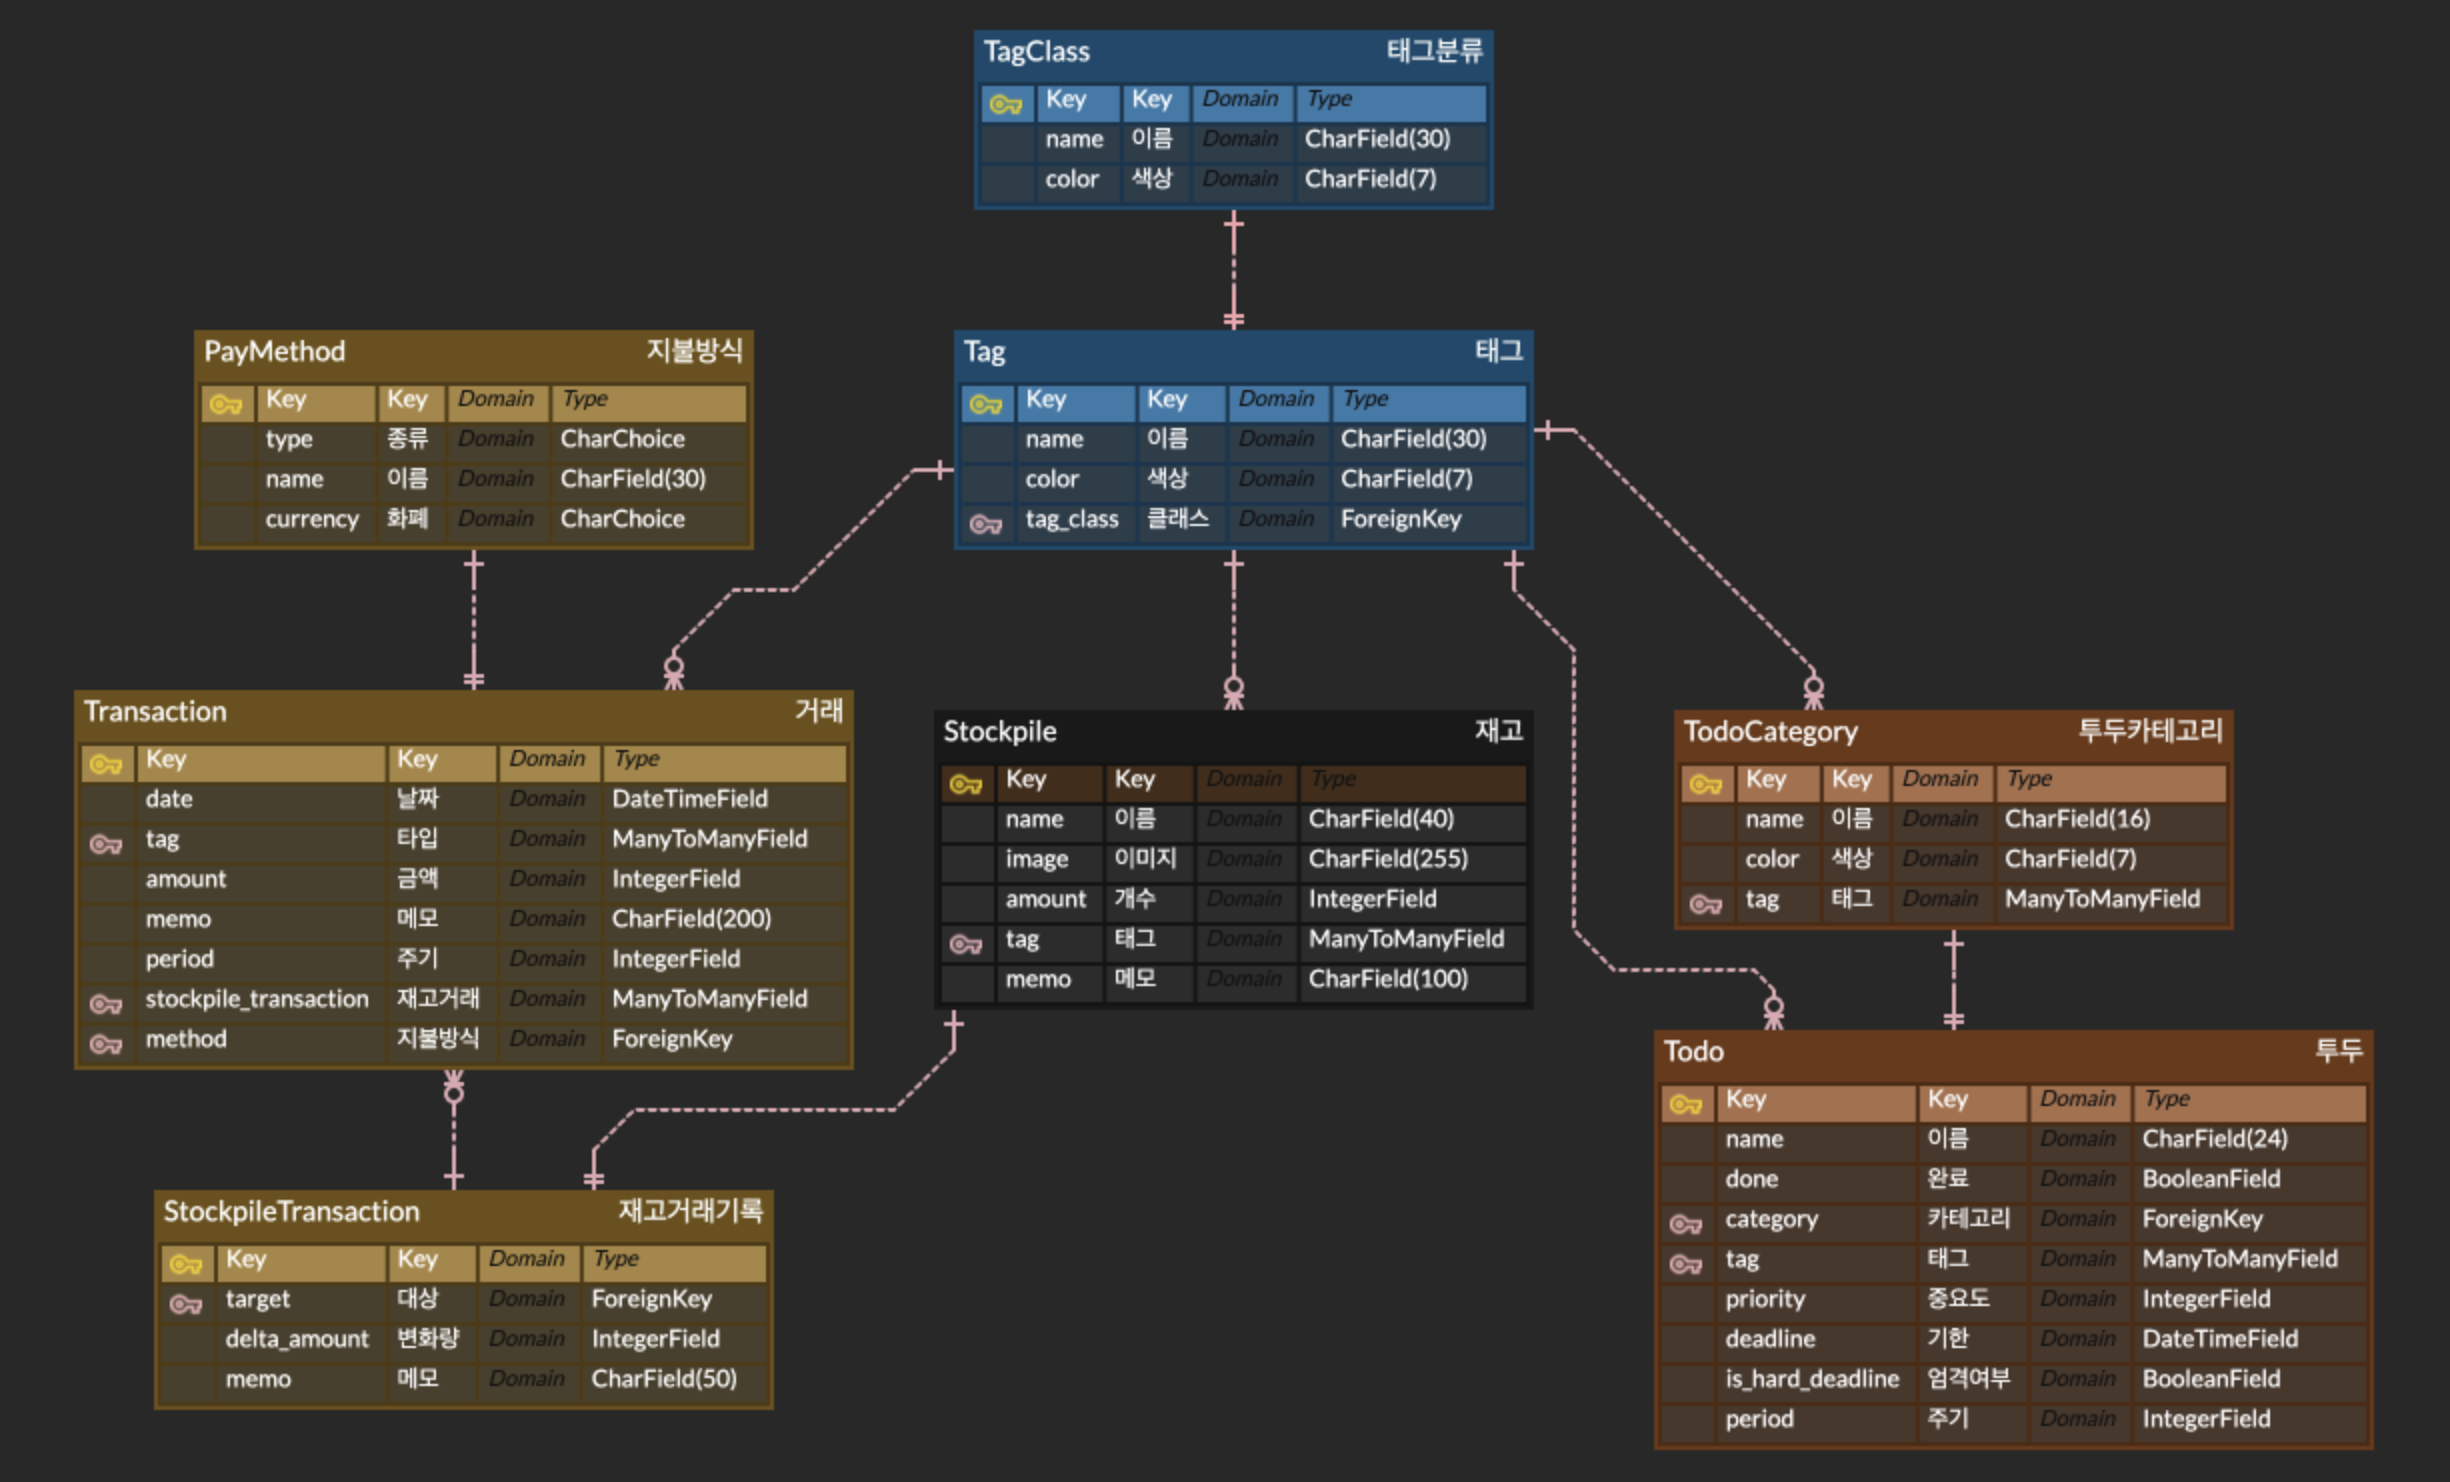 TagClass 태그분류
Key Key Domain Type
name 이름 Domain CharField(30)
color 색상 Domain CharField(7)
PayMethod 지불방식
Key Key Domain Type
type 종류 Domain CharChoice
name 이름 Domain CharField(30)
currency 화폐 Domain CharChoice
Tag 태그
Key Key Domain Type
name 이름 Domain CharField(30)
color 색상 Domain CharField(7)
tag_class 클래스 Domain ForeignKey
Transaction 거래
Key Key Domain Type
date 날짜 Domain DateTimeField
tag 타입 Domain ManyToManyField
amount 금액 Domain IntegerField
memo 메모 Domain CharField(200)
period 주기 Domain IntegerField
stockpile_transaction 재고거래 Domain ManyToManyField
method 지불방식 Domain ForeignKey
Stockpile 재고
Key Key Domain Type
name 이름 Domain CharField(40)
image 이미지 Domain CharField(255)
amount 개수 Domain IntegerField
tag 태그 Domain ManyToManyField
memo 메모 Domain CharField(100)
TodoCategory 투두카테고리
Key Key Domain Type
name 이름 Domain CharField(16)
color 색상 Domain CharField(7)
tag 태그 Domain ManyToManyField
StockpileTransaction 재고거래기록
Key Key Domain Type
target 대상 Domain ForeignKey
delta_amount 변화량 Domain IntegerField
memo 메모 Domain CharField(50)
Todo 투두
Key Key Domain Type
name 이름 Domain CharField(24)
done 완료 Domain BooleanField
category 카테고리 Domain ForeignKey
tag 태그 Domain ManyToManyField
priority 중요도 Domain IntegerField
deadline 기한 Domain DateTimeField
is_hard_deadline 엄격여부 Domain BooleanField
period 주기 Domain IntegerField